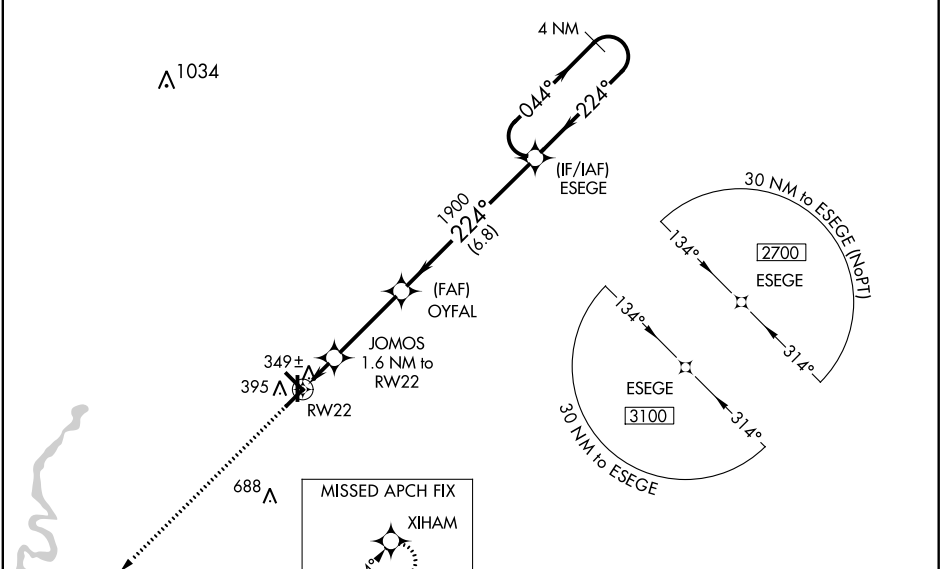 4 NM
1034
044°
224°
(IF/IAF)
ESEGE
30 NM to ESEGE (NoPT)
1900
224°
(6.8)
134°
2700
ESEGE
314°
(FAF)
OYFAL
134°
JOMOS
1.6 NM to
RW22
349±
395
RW22
ESEGE
3100
314°
30 NM to ESEGE
688
MISSED APCH FIX
XIHAM